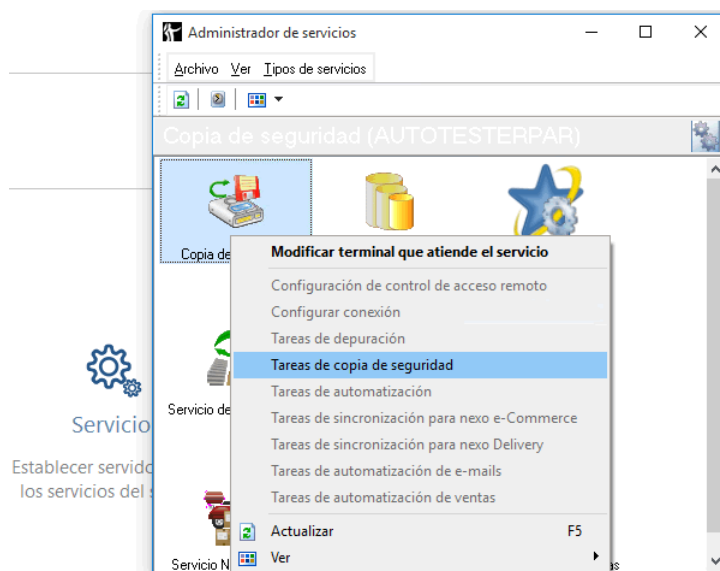 Administrador de servicios
Archivo Ver Tipos de servicios
Copia de seguridad (AUTOTESTERPAR)
Copia de
Modificar terminal que atiende el servicio
Configuración de control de acceso remoto
Configurar conexión
Tareas de depuración
Tareas de copia de seguridad
Tareas de automatización
Tareas de sincronización para nexo e-Commerce
Tareas de sincronización para nexo Delivery
Tareas de automatización de e-mails
Tareas de automatización de ventas
Actualizar F5
Ver
Servicio de
Servicio N
Servicio
Establecer
los servicios del